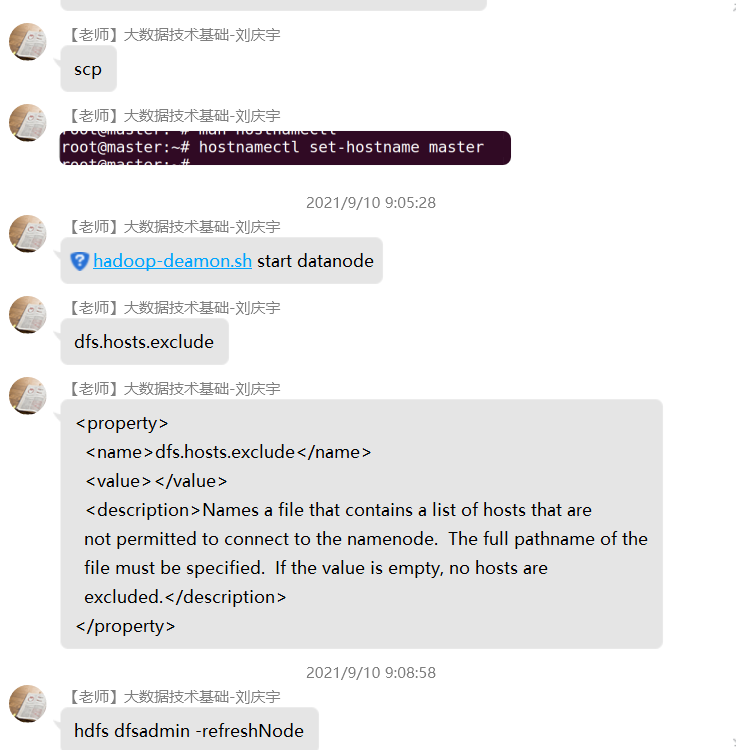 【老师】大数据技术基础-刘庆宇
scp
【老师】大数据技术基础-刘庆宇
root@master:~# man hostnamectl
root@master:~# hostnamectl set-hostname master
root@master:~#
2021/9/10 9:05:28
【老师】大数据技术基础-刘庆宇
hadoop-deamon.sh start datanode
【老师】大数据技术基础-刘庆宇
dfs.hosts.exclude
【老师】大数据技术基础-刘庆宇
<property>
<name>dfs.hosts.exclude</name>
<value></value>
<description>Names a file that contains a list of hosts that are
not permitted to connect to the namenode.  The full pathname of the
file must be specified.  If the value is empty, no hosts are
excluded.</description>
</property>
2021/9/10 9:08:58
【老师】大数据技术基础-刘庆宇
hdfs dfsadmin -refreshNode